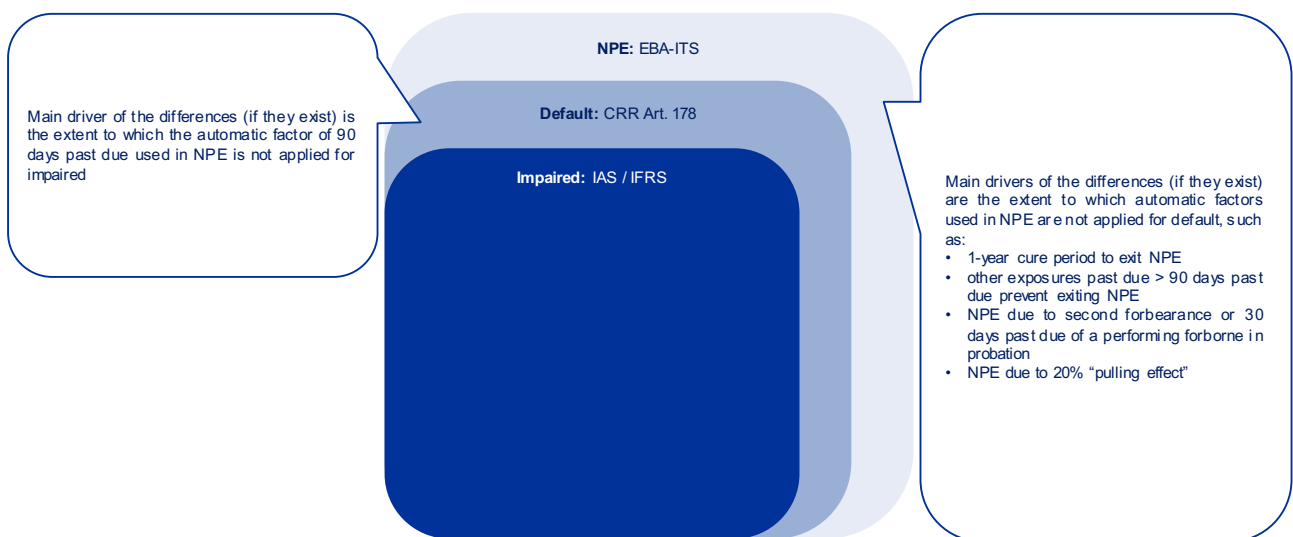 NPE: EBA-ITS
Default: CRR Art. 178
Impaired: IAS / IFRS
Main driver of the differences (if they exist) is
the extent to which the automatic factor of 90
days past due used in NPE is not applied for
impaired
Main drivers of the differences (if they exist)
are the extent to which automatic factors
used in NPE are not applied for default, such
as:
• 1-year cure period to exit NPE
• other exposures past due > 90 days past
due prevent exiting NPE
• NPE due to second forbearance or 30
days past due of a performing forborne in
probation
• NPE due to 20% “pulling effect”